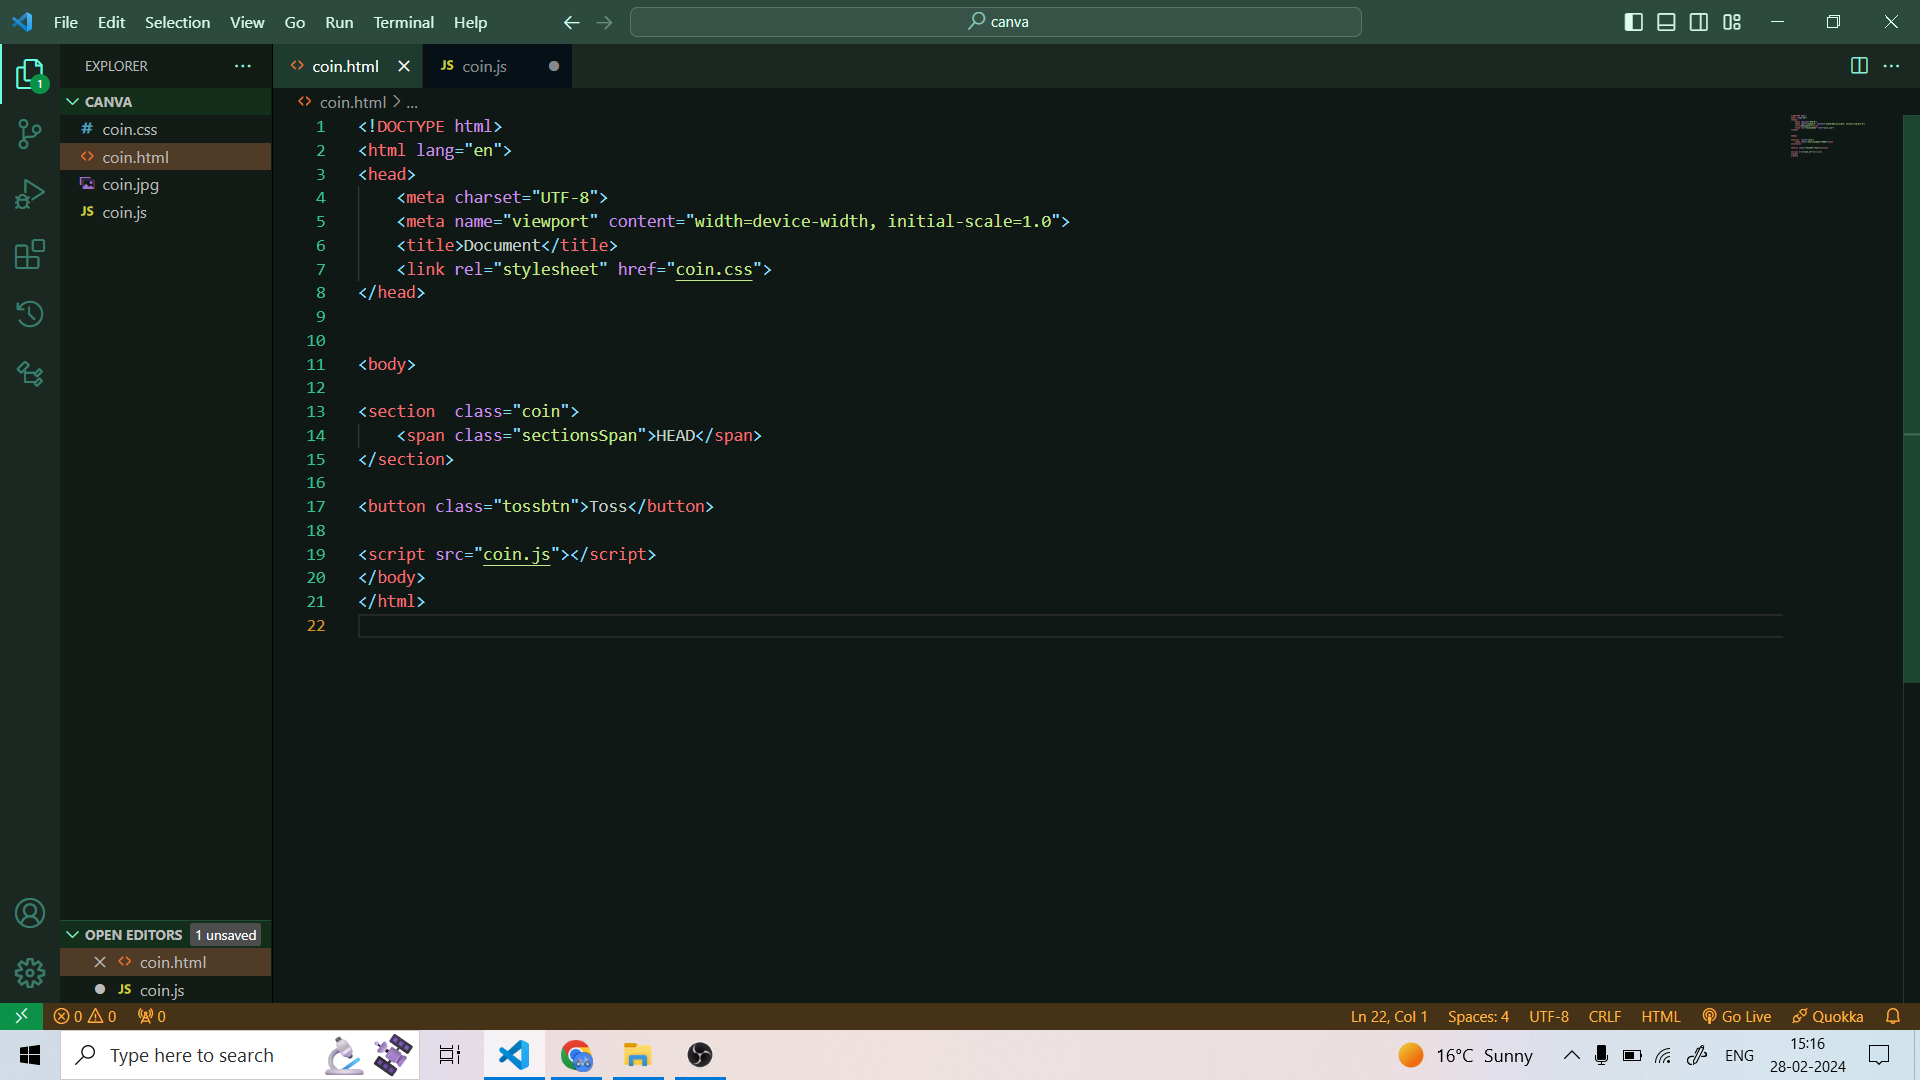 File Edit Selection View Go Run Terminal Help
canva
EXPLORER
1
CANVA
coin.css
coin.html
coin.jpg
JS coin.js
coin.html
JS coin.js
coin.html > ...
1 <!DOCTYPE html>
2 <html lang="en">
3 <head>
4 <meta charset="UTF-8">
5 <meta name="viewport" content="width=device-width, initial-scale=1.0">
6 <title>Document</title>
7 <link rel="stylesheet" href="coin.css">
8 </head>
9
10
11 <body>
12
13 <section  class="coin">
14 <span class="sectionsSpan">HEAD</span>
15 </section>
16
17 <button class="tossbtn">Toss</button>
18
19 <script src="coin.js"></script>
20 </body>
21 </html>
22
OPEN EDITORS 1 unsaved
coin.html
JS coin.js
0 0 0
Ln 22, Col 1 Spaces: 4 UTF-8 CRLF HTML Go Live Quokka
Type here to search
16°C Sunny
ENG
15:16
28-02-2024